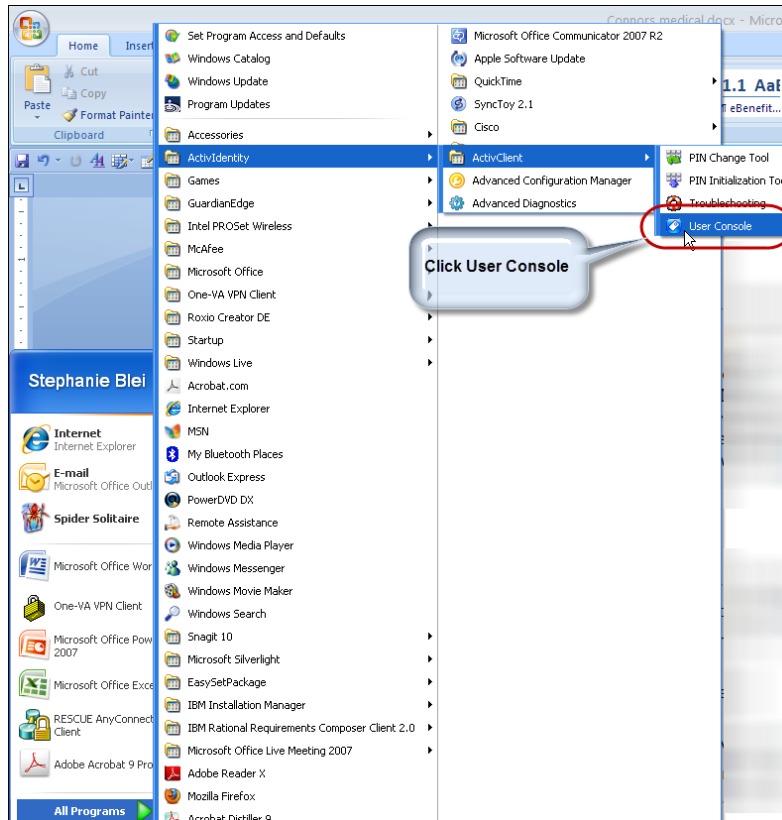 Connors medical.docx - Micro
Home
Insert
Cut
Copy
Paste
Format Painter
Clipboard
1.1 AaB
¶ eBenefit...
L
Stephanie Blei
Internet
Internet Explorer
E-mail
Microsoft Office Outl
Spider Solitaire
Microsoft Office Wor
One-VA VPN Client
Microsoft Office Pow
2007
Microsoft Office Exce
RESCUE AnyConnect
Client
Adobe Acrobat 9 Pro
All Programs
Set Program Access and Defaults
Windows Catalog
Windows Update
Program Updates
Accessories
ActivIdentity
Games
GuardianEdge
Intel PROSet Wireless
McAfee
Microsoft Office
One-VA VPN Client
Roxio Creator DE
Startup
Windows Live
Acrobat.com
Internet Explorer
MSN
My Bluetooth Places
Outlook Express
PowerDVD DX
Remote Assistance
Windows Media Player
Windows Messenger
Windows Movie Maker
Windows Search
Snagit 10
Microsoft Silverlight
EasySetPackage
IBM Installation Manager
IBM Rational Requirements Composer Client 2.0
Microsoft Office Live Meeting 2007
Adobe Reader X
Mozilla Firefox
Acrobat Distiller 9
Microsoft Office Communicator 2007 R2
Apple Software Update
QuickTime
SyncToy 2.1
Cisco
ActivClient
Advanced Configuration Manager
Advanced Diagnostics
PIN Change Tool
PIN Initialization Too
Troubleshooting
User Console
Click User Console